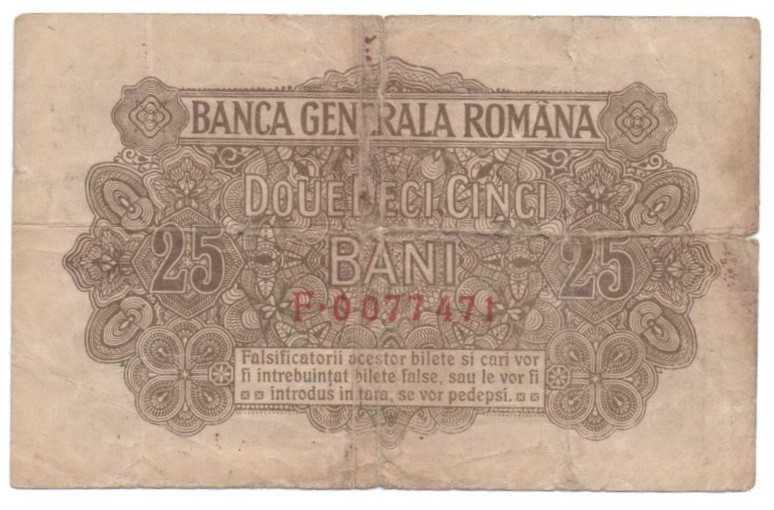 BANCA GENERALA ROMÂNA
DOUEDECI CINCI
25 BANI 25
F·0077471
Falsificatorii acestor bilete si cari vor
fi intrebuințat bilete false, sau le vor fi
introdus in tara, se vor pedepsi.